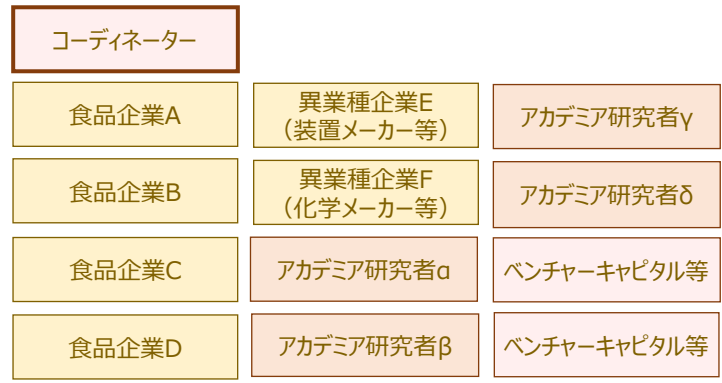 コーディネーター
食品企業A
異業種企業E
（装置メーカー等）
アカデミア研究者γ
食品企業B
異業種企業F
（化学メーカー等）
アカデミア研究者δ
食品企業C
アカデミア研究者α
ベンチャーキャピタル等
食品企業D
アカデミア研究者β
ベンチャーキャピタル等